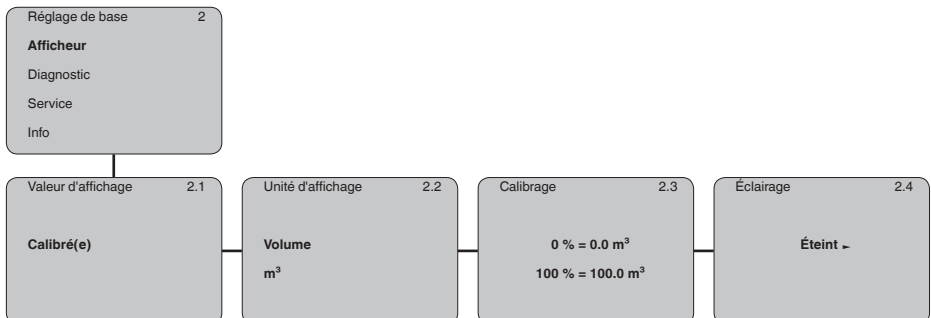 Réglage de base 2
Afficheur
Diagnostic
Service
Info
Valeur d'affichage 2.1
Calibré(e)
Unité d'affichage 2.2
Volume
m³
Calibrage 2.3
0 % = 0.0 m³
100 % = 100.0 m³
Éclairage 2.4
Éteint ►